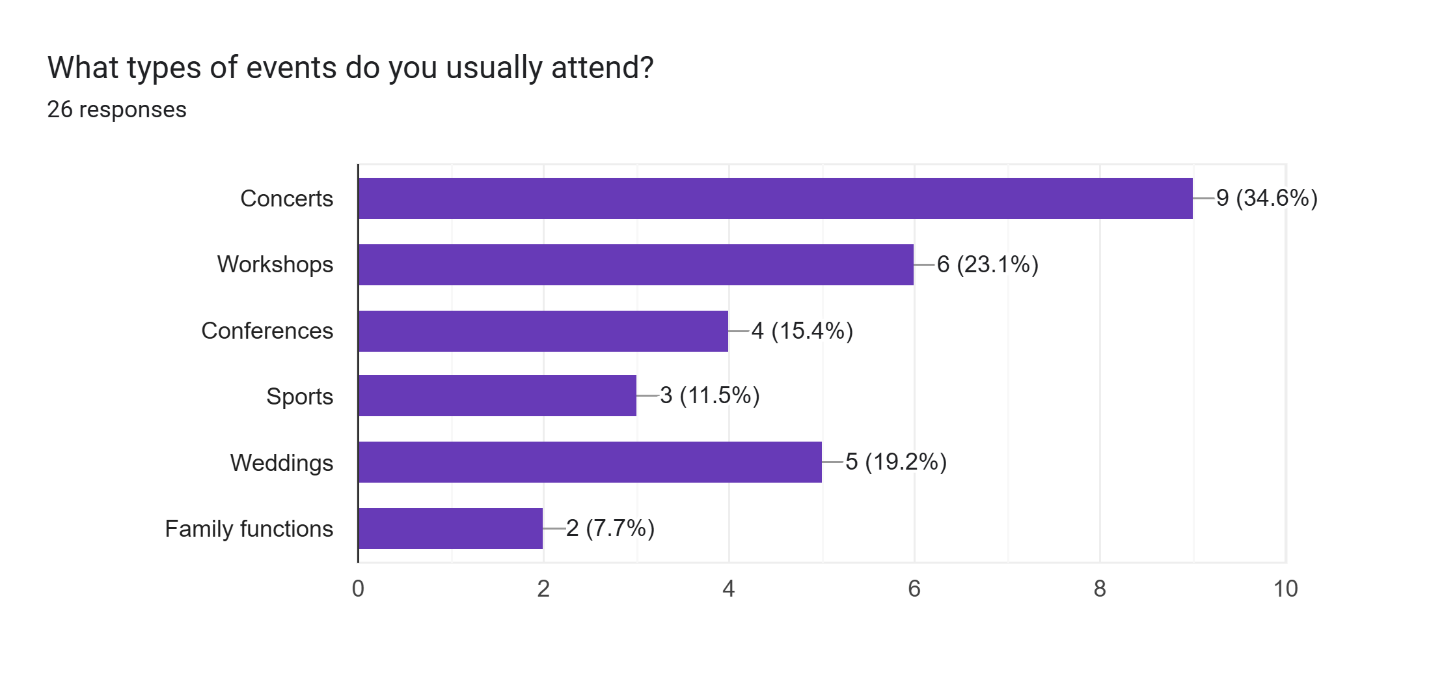 What types of events do you usually attend?
26 responses
Concerts 9 (34.6%)
Workshops 6 (23.1%)
Conferences 4 (15.4%)
Sports 3 (11.5%)
Weddings 5 (19.2%)
Family functions 2 (7.7%)
0 2 4 6 8 10